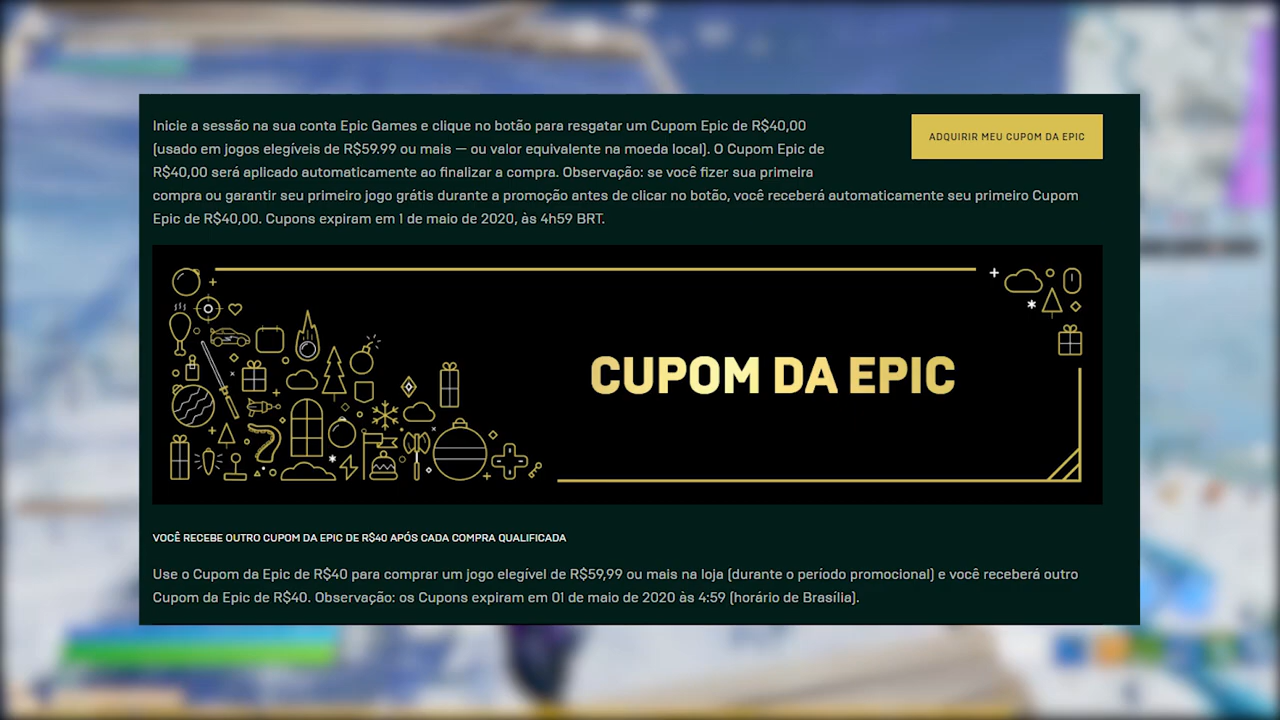 Inicie a sessão na sua conta Epic Games e clique no botão para resgatar um Cupom Epic de R$40,00
(usado em jogos elegíveis de R$59.99 ou mais — ou valor equivalente na moeda local). O Cupom Epic de
R$40,00 será aplicado automaticamente ao finalizar a compra. Observação: se você fizer sua primeira
compra ou garantir seu primeiro jogo grátis durante a promoção antes de clicar no botão, você receberá automaticamente seu primeiro Cupom
Epic de R$40,00. Cupons expiram em 1 de maio de 2020, às 4h59 BRT.
ADQUIRIR MEU CUPOM DA EPIC
CUPOM DA EPIC
VOCÊ RECEBE OUTRO CUPOM DA EPIC DE R$40 APÓS CADA COMPRA QUALIFICADA
Use o Cupom da Epic de R$40 para comprar um jogo elegível de R$59,99 ou mais na loja (durante o período promocional) e você receberá outro
Cupom da Epic de R$40. Observação: os Cupons expiram em 01 de maio de 2020 às 4:59 (horário de Brasília).